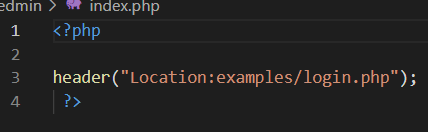 edmin > index.php
1 <?php
2
3 header("Location:examples/login.php");
4 ?>